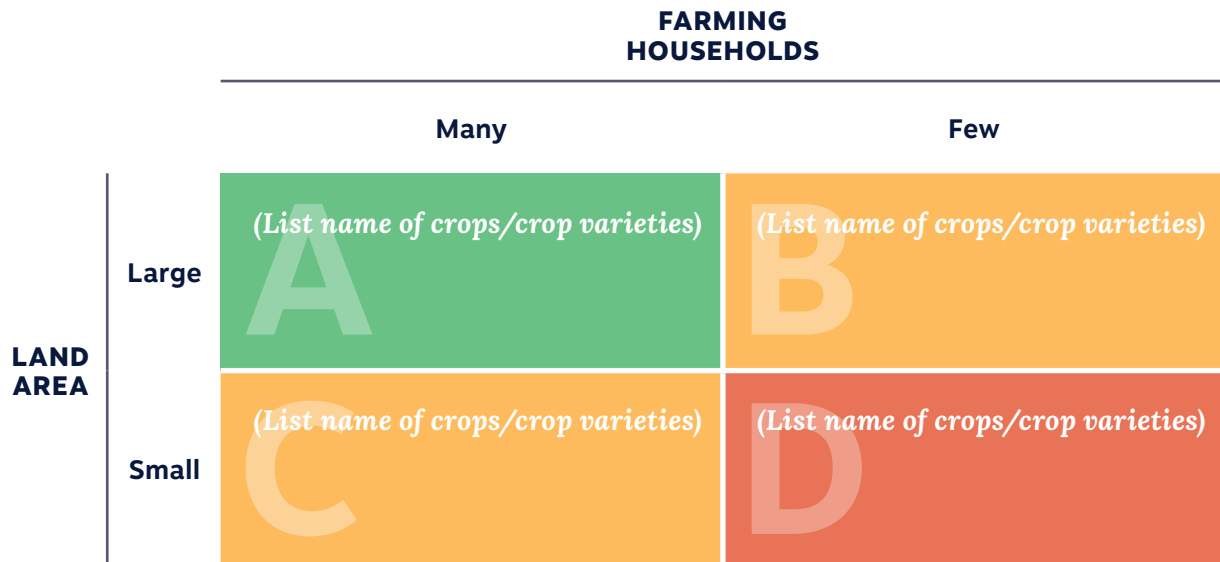 FARMING
HOUSEHOLDS
Many
Few
Large
A
(List name of crops/crop varieties)
B
(List name of crops/crop varieties)
LAND
AREA
Small
C
(List name of crops/crop varieties)
D
(List name of crops/crop varieties)